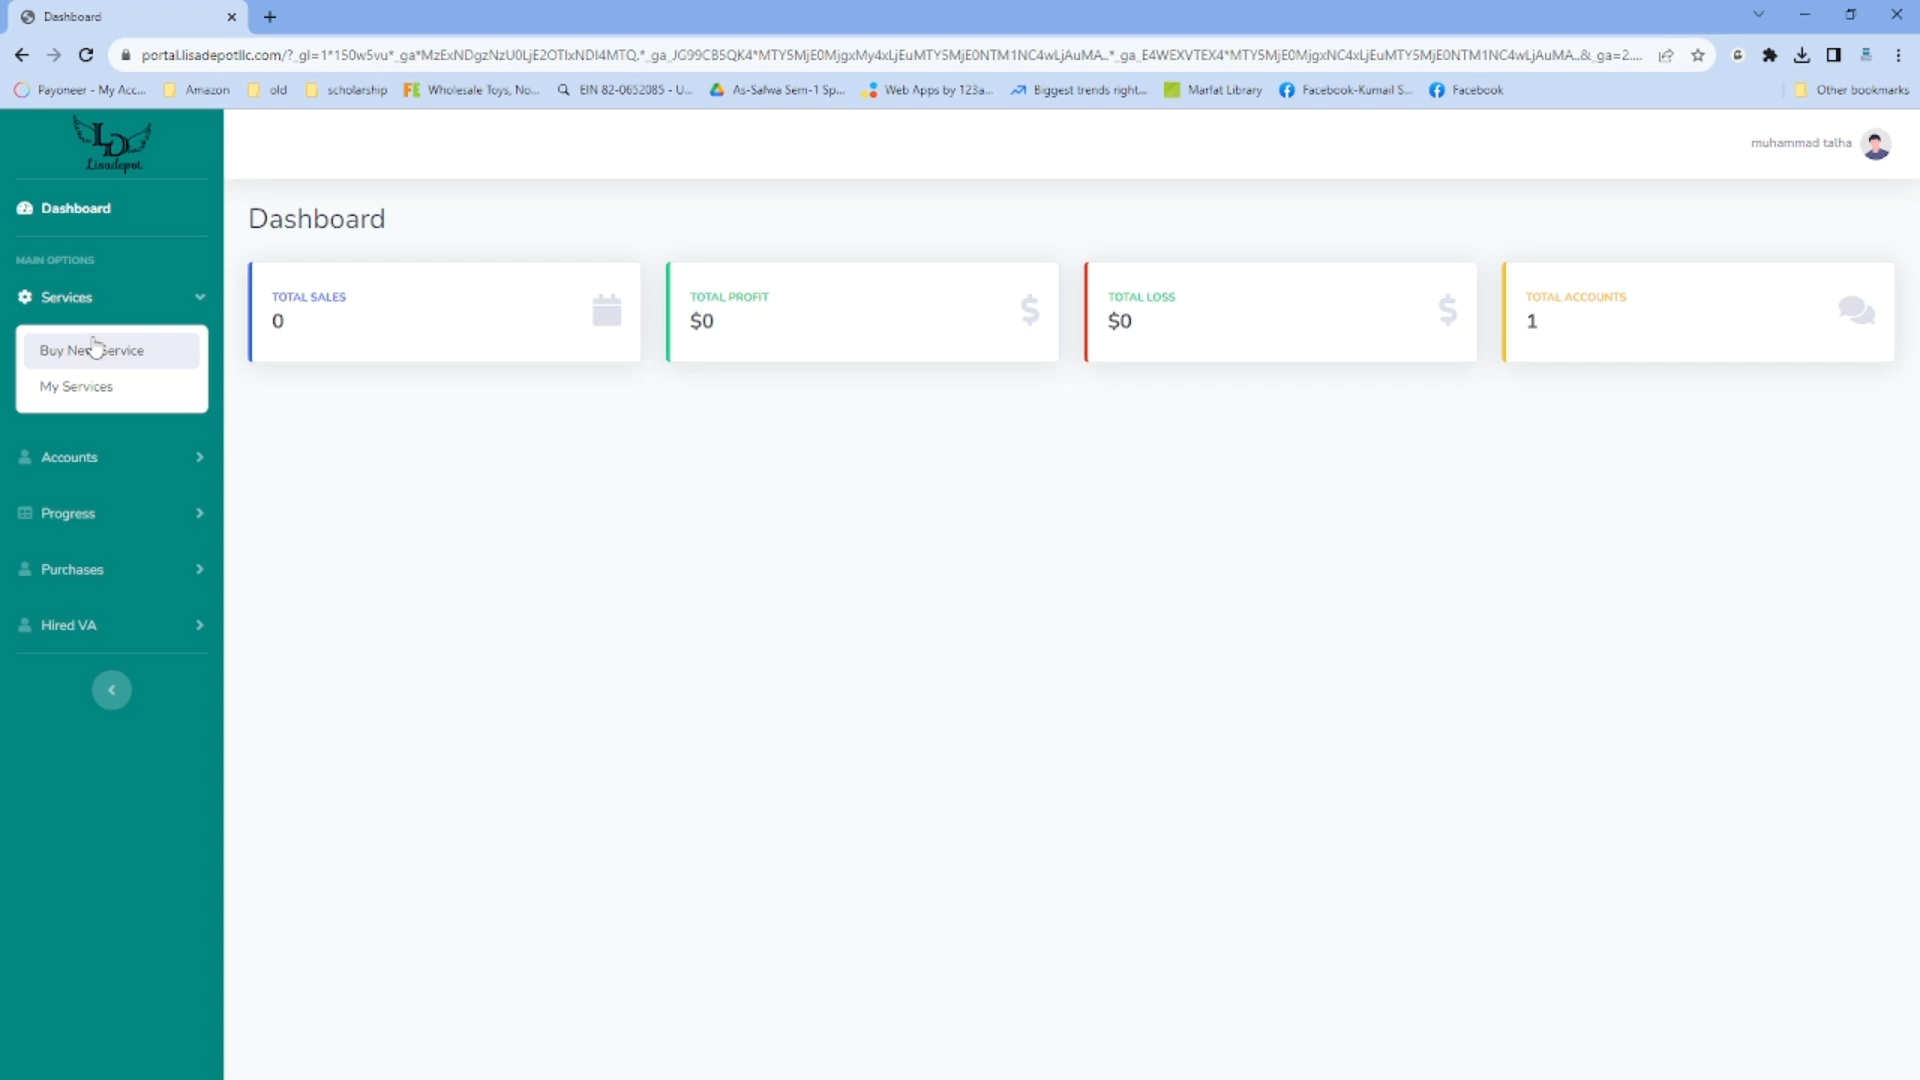 Dashboard
portal.lisadepotllc.com/?_gl=1*150w5vu*_ga*MzExNDgzNzU0LjE2OTIxNDI4MTQ.*_ga_JG99CB5QK4*MTY5MjE0MjgxMy4xLjEuMTY5MjE0NTM1NC4wLjAuMA..*_ga_E4WEXVTEX4*MTY5MjE0MjgxNC4xLjEuMTY5MjE0NTM1NC4wLjAuMA..&_ga=2....
Payoneer - My Acc... Amazon old scholarship Wholesale Toys, No... EIN 82-0652085 - U... As-Safwa Sem-1 Sp... Web Apps by 123a... Biggest trends right... Marfat Library Facebook-Kumail S... Facebook Other bookmarks
LD
Lisadepot
muhammad talha
Dashboard
Dashboard
MAIN OPTIONS
Services
Buy New Service
My Services
Accounts
Progress
Purchases
Hired VA
TOTAL SALES
0
TOTAL PROFIT
$0
TOTAL LOSS
$0
TOTAL ACCOUNTS
1